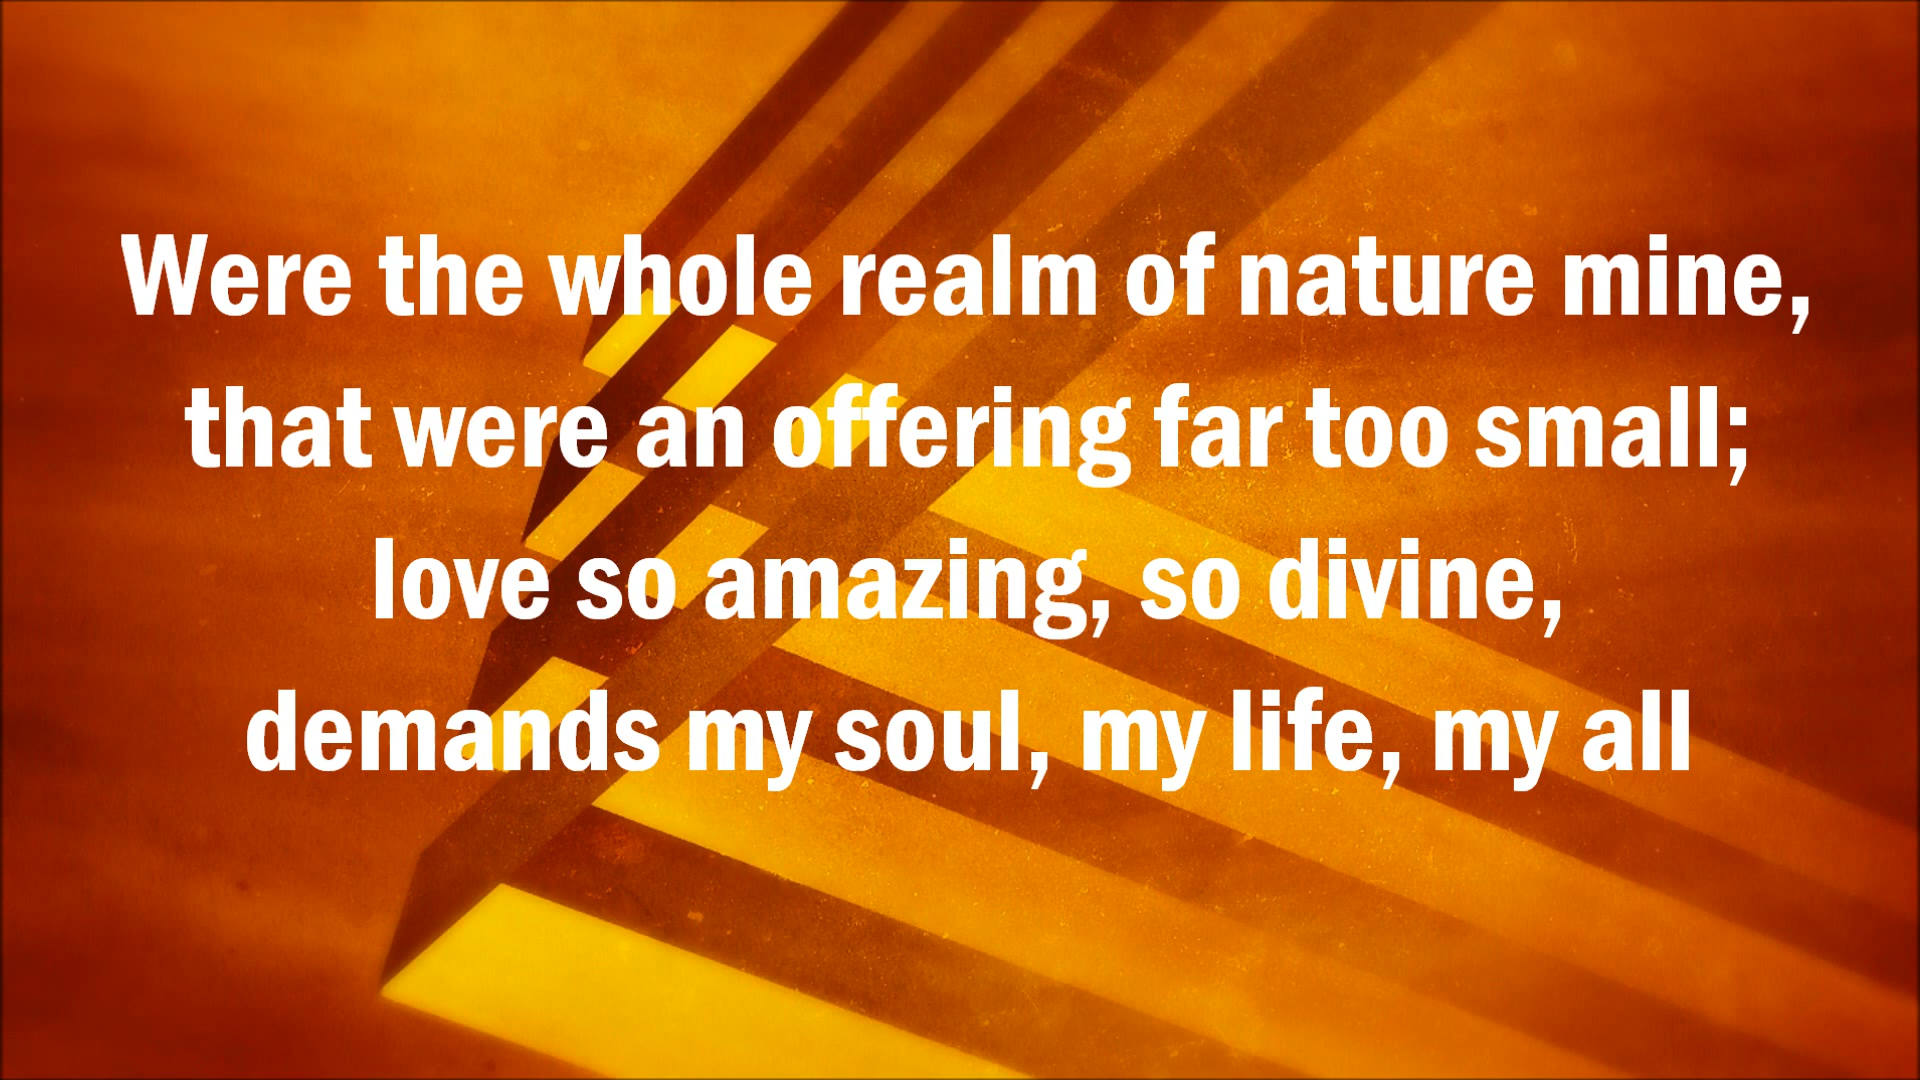 Were the whole realm of nature mine,
that were an offering far too small;
love so amazing, so divine,
demands my soul, my life, my all